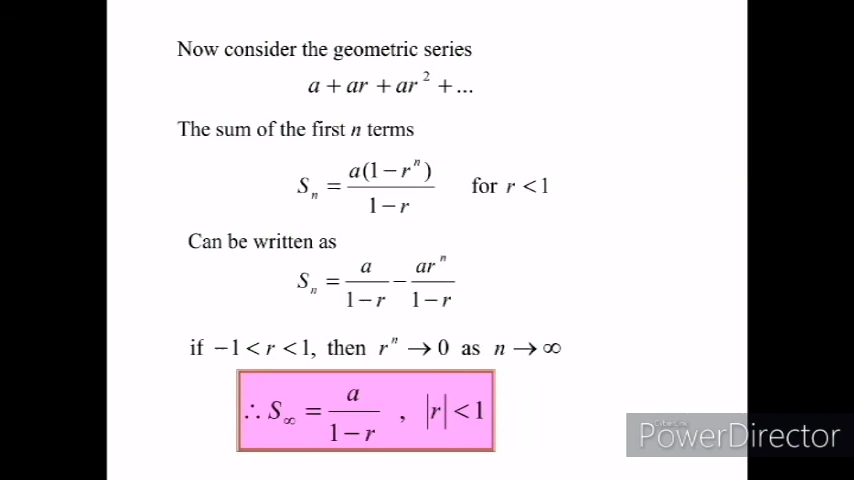 Now consider the geometric series
a + ar + ar² + ...
The sum of the first n terms
Sₙ = a(1 − rⁿ) / (1 − r) for r < 1
Can be written as
Sₙ = a / (1 − r) − arⁿ / (1 − r)
if −1 < r < 1, then rⁿ → 0 as n → ∞
∴ S∞ = a / (1 − r) , |r| < 1
CyberLink
PowerDirector